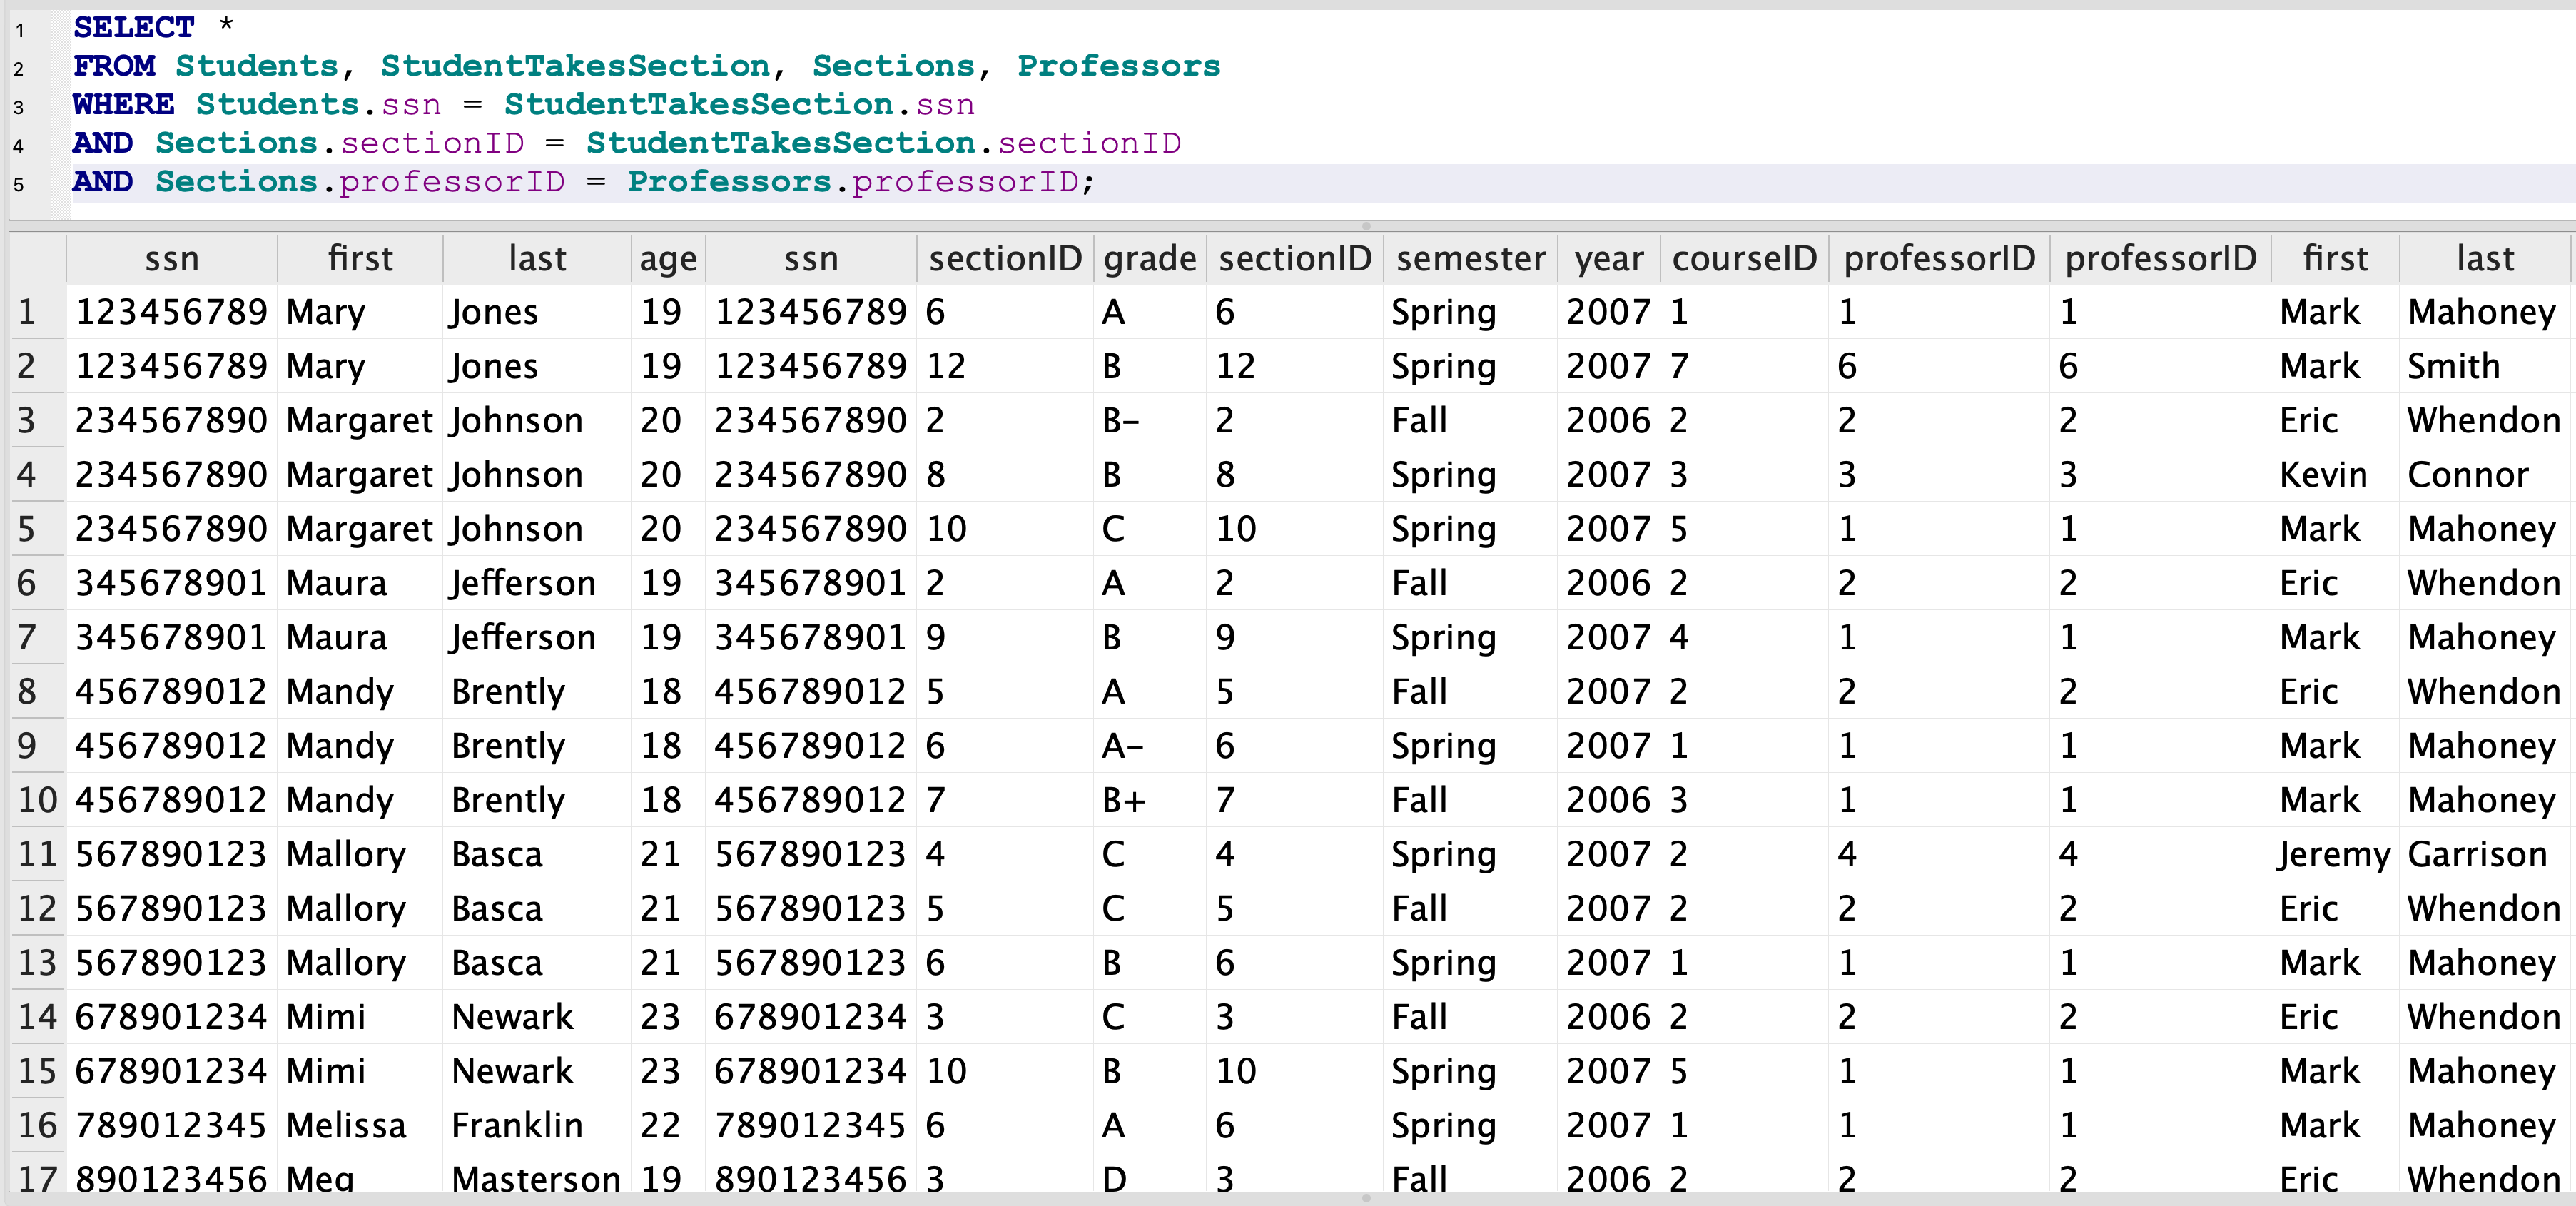 1 SELECT *
2 FROM Students, StudentTakesSection, Sections, Professors
3 WHERE Students.ssn = StudentTakesSection.ssn
4 AND Sections.sectionID = StudentTakesSection.sectionID
5 AND Sections.professorID = Professors.professorID;
ssn first last age ssn sectionID grade sectionID semester year courseID professorID professorID first last
1 123456789 Mary Jones 19 123456789 6 A 6 Spring 2007 1 1 1 Mark Mahoney
2 123456789 Mary Jones 19 123456789 12 B 12 Spring 2007 7 6 6 Mark Smith
3 234567890 Margaret Johnson 20 234567890 2 B- 2 Fall 2006 2 2 2 Eric Whendon
4 234567890 Margaret Johnson 20 234567890 8 B 8 Spring 2007 3 3 3 Kevin Connor
5 234567890 Margaret Johnson 20 234567890 10 C 10 Spring 2007 5 1 1 Mark Mahoney
6 345678901 Maura Jefferson 19 345678901 2 A 2 Fall 2006 2 2 2 Eric Whendon
7 345678901 Maura Jefferson 19 345678901 9 B 9 Spring 2007 4 1 1 Mark Mahoney
8 456789012 Mandy Brently 18 456789012 5 A 5 Fall 2007 2 2 2 Eric Whendon
9 456789012 Mandy Brently 18 456789012 6 A- 6 Spring 2007 1 1 1 Mark Mahoney
10 456789012 Mandy Brently 18 456789012 7 B+ 7 Fall 2006 3 1 1 Mark Mahoney
11 567890123 Mallory Basca 21 567890123 4 C 4 Spring 2007 2 4 4 Jeremy Garrison
12 567890123 Mallory Basca 21 567890123 5 C 5 Fall 2007 2 2 2 Eric Whendon
13 567890123 Mallory Basca 21 567890123 6 B 6 Spring 2007 1 1 1 Mark Mahoney
14 678901234 Mimi Newark 23 678901234 3 C 3 Fall 2006 2 2 2 Eric Whendon
15 678901234 Mimi Newark 23 678901234 10 B 10 Spring 2007 5 1 1 Mark Mahoney
16 789012345 Melissa Franklin 22 789012345 6 A 6 Spring 2007 1 1 1 Mark Mahoney
17 890123456 Meg Masterson 19 890123456 3 D 3 Fall 2006 2 2 2 Eric Whendon